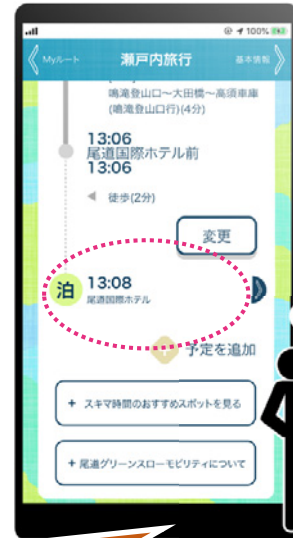 100%
Myルート
瀬戸内旅行
基本情報
鳴滝登山口〜大田橋〜高須車庫
(鳴滝登山口行)(4分)
13:06
尾道国際ホテル前
13:06
徒歩(2分)
変更
泊
13:08
尾道国際ホテル
+ 予定を追加
+ スキマ時間のおすすめスポットを見る
+ 尾道グリーンスローモビリティについて